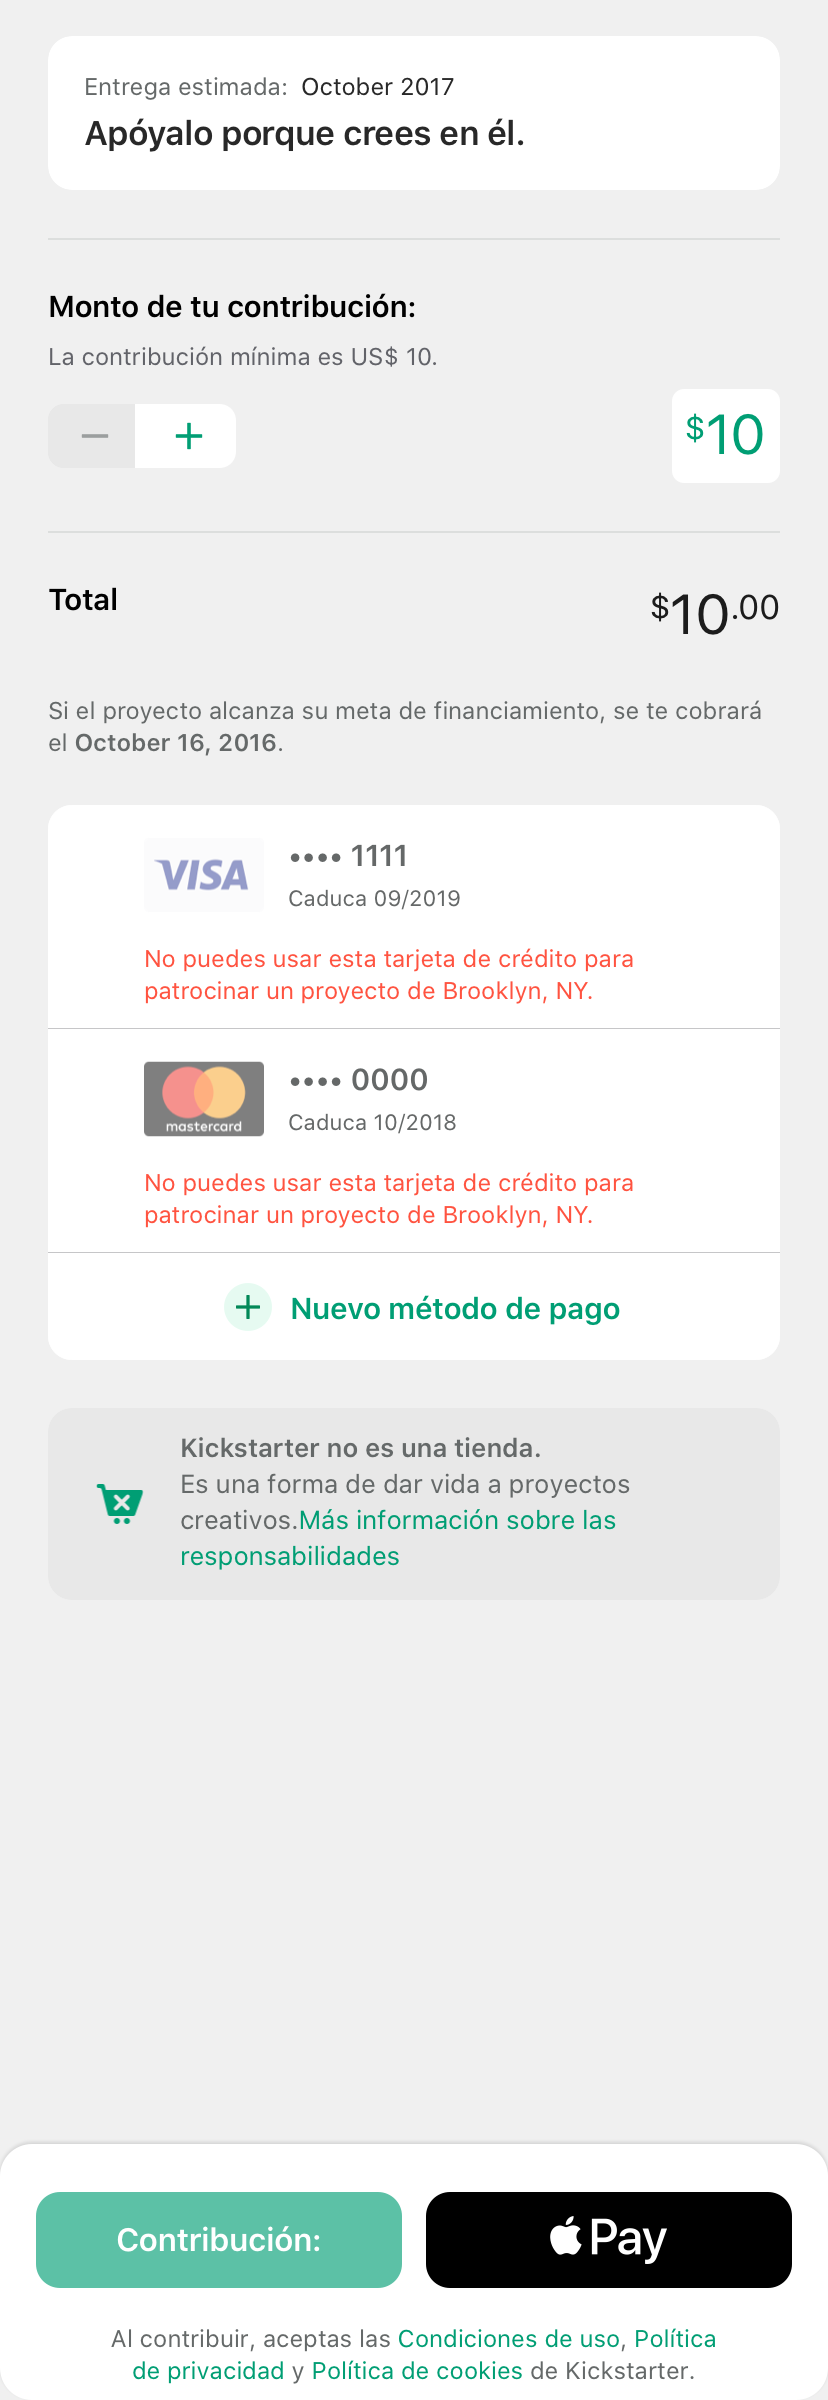 Entrega estimada: October 2017
Apóyalo porque crees en él.
Monto de tu contribución:
La contribución mínima es US$ 10.
$10
Total
$10.00
Si el proyecto alcanza su meta de financiamiento, se te cobrará
el October 16, 2016.
VISA
•••• 1111
Caduca 09/2019
No puedes usar esta tarjeta de crédito para
patrocinar un proyecto de Brooklyn, NY.
mastercard
•••• 0000
Caduca 10/2018
No puedes usar esta tarjeta de crédito para
patrocinar un proyecto de Brooklyn, NY.
Nuevo método de pago
Kickstarter no es una tienda.
Es una forma de dar vida a proyectos
creativos.Más información sobre las
responsabilidades
Contribución:
Pay
Al contribuir, aceptas las Condiciones de uso, Política
de privacidad y Política de cookies de Kickstarter.